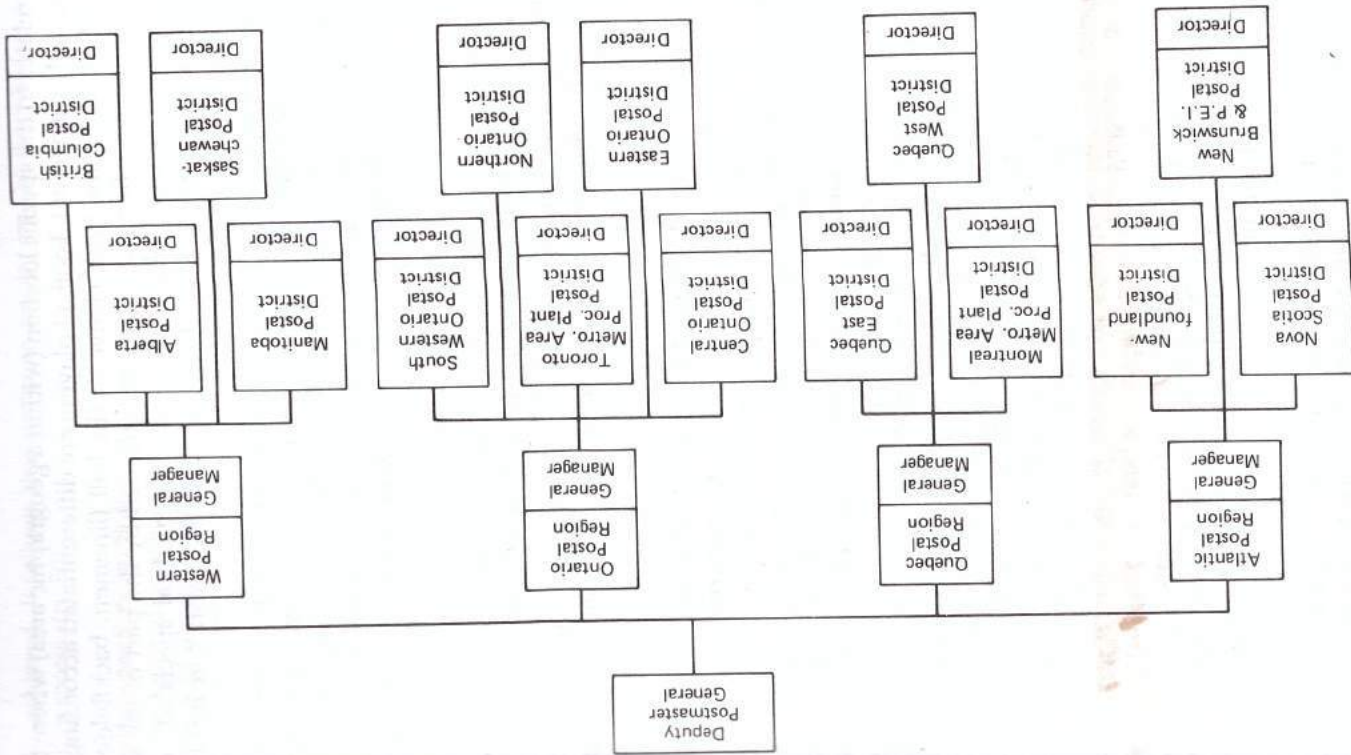 Deputy
Postmaster
General
Atlantic
Postal
Region
General
Manager
Quebec
Postal
Region
General
Manager
Ontario
Postal
Region
General
Manager
Western
Postal
Region
General
Manager
Nova
Scotia
Postal
District
Director
New-
foundland
Postal
District
Director
Montreal
Metro. Area
Proc. Plant
Postal
District
Director
Quebec
East
Postal
District
Director
Central
Ontario
Postal
District
Director
Toronto
Metro. Area
Proc. Plant
Postal
District
Director
South
Western
Ontario
Postal
District
Director
Manitoba
Postal
District
Director
Alberta
Postal
District
Director
New
Brunswick
& P.E.I.
Postal
District
Director
Quebec
West
Postal
District
Director
Eastern
Ontario
Postal
District
Director
Northern
Ontario
Postal
District
Director
Saskat-
chewan
Postal
District
Director
British
Columbia
Postal
District
Director